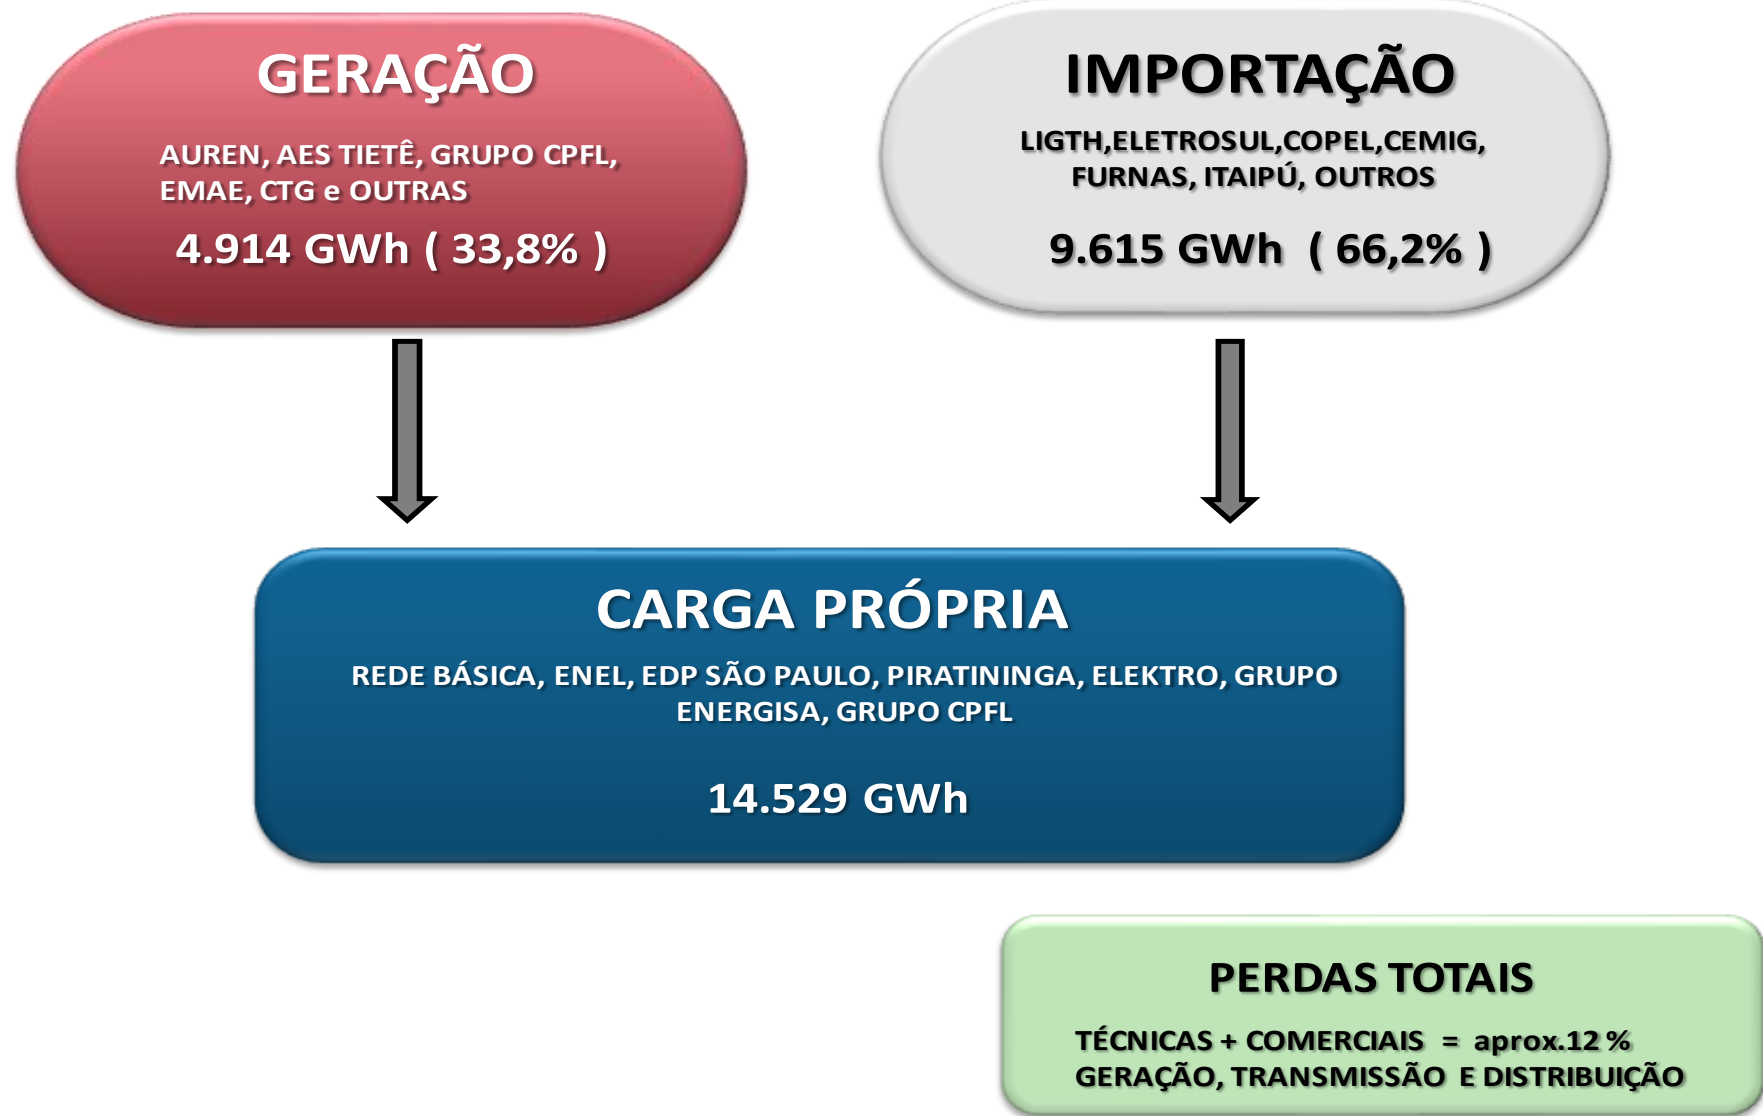 GERAÇÃO
AUREN, AES TIETÊ, GRUPO CPFL,
EMAE, CTG e OUTRAS
4.914 GWh ( 33,8% )
IMPORTAÇÃO
LIGTH,ELETROSUL,COPEL,CEMIG,
FURNAS, ITAIPÚ, OUTROS
9.615 GWh ( 66,2% )
CARGA PRÓPRIA
REDE BÁSICA, ENEL, EDP SÃO PAULO, PIRATININGA, ELEKTRO, GRUPO
ENERGISA, GRUPO CPFL
14.529 GWh
PERDAS TOTAIS
TÉCNICAS + COMERCIAIS = aprox.12 %
GERAÇÃO, TRANSMISSÃO E DISTRIBUIÇÃO